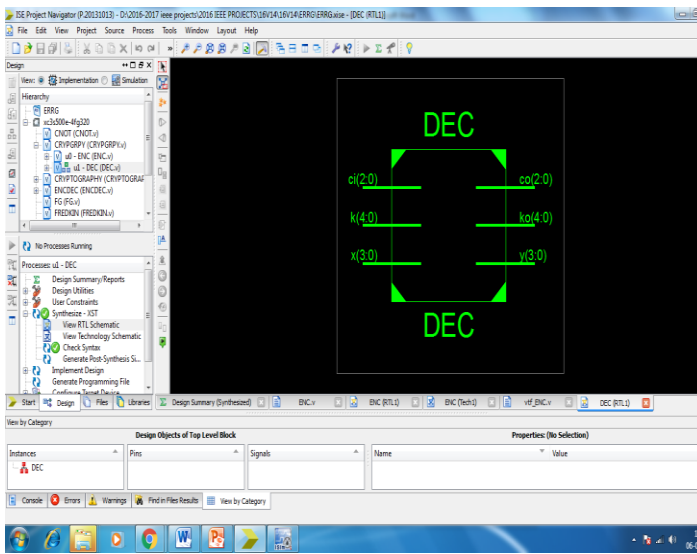 ISE Project Navigator (P.20131013) - D:\2016-2017 ieee projects\2016 IEEE PROJECTS\16V14\16V14\ERRG\ERRG.xise - [DEC (RTL1)]
File Edit View Project Source Process Tools Window Layout Help
Design
View: Implementation Simulation
Hierarchy
ERRG
xc3s500e-4fg320
CNOT (CNOT.v)
CRYPGRPY (CRYPGRPY.v)
u0 - ENC (ENC.v)
u1 - DEC (DEC.v)
CRYPTOGRAPHY (CRYPTOGRAF
ENCDEC (ENCDEC.v)
FG (FG.v)
FREDKIN (FREDKIN.v)
No Processes Running
Processes: u1 - DEC
Design Summary/Reports
Design Utilities
User Constraints
Synthesize - XST
View RTL Schematic
View Technology Schematic
Check Syntax
Generate Post-Synthesis Si...
Implement Design
Generate Programming File
Configure Target Device
Start Design Files Libraries
DEC
ci(2:0) co(2:0)
k(4:0) ko(4:0)
x(3:0) y(3:0)
DEC
Design Summary (Synthesized) ENC.v ENC (RTL1) ENC (Tech1) vtf_ENC.v DEC (RTL1)
View by Category
Design Objects of Top Level Block Properties: (No Selection)
Instances Pins Signals Name Value
DEC
Console Errors Warnings Find in Files Results View by Category